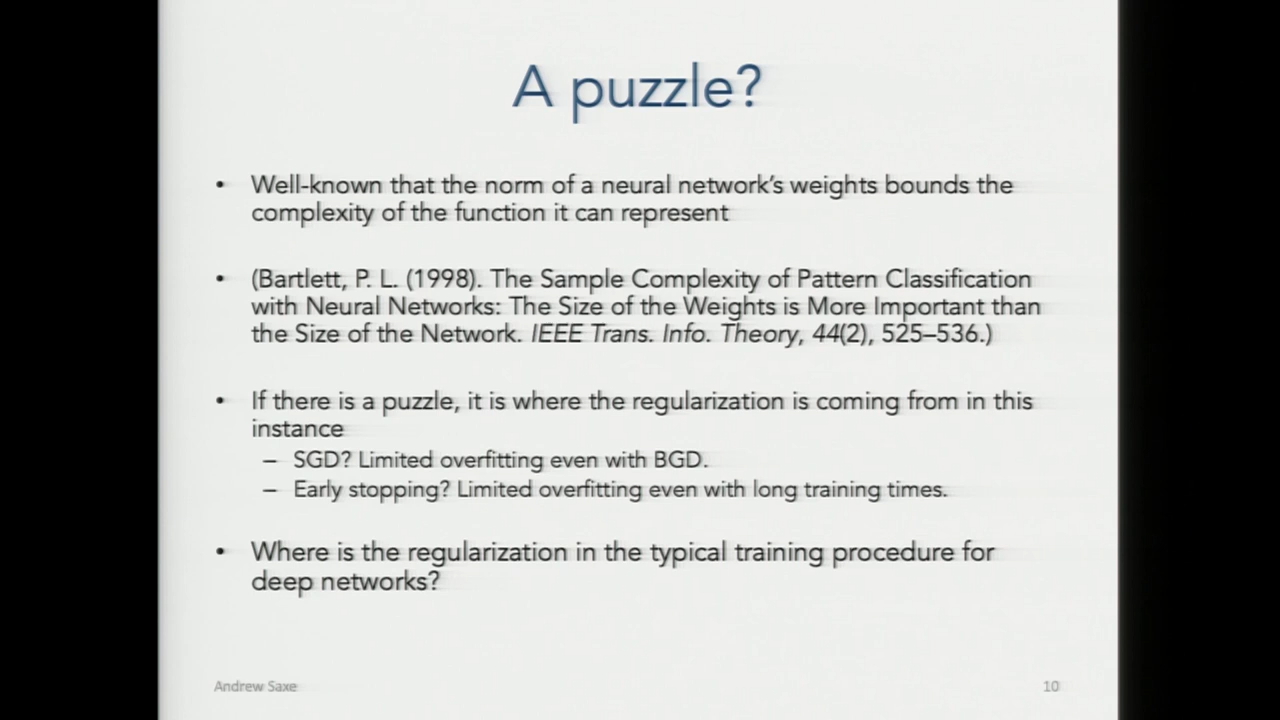 A puzzle?
• Well-known that the norm of a neural network's weights bounds the
complexity of the function it can represent
• (Bartlett, P. L. (1998). The Sample Complexity of Pattern Classification
with Neural Networks: The Size of the Weights is More Important than
the Size of the Network. IEEE Trans. Info. Theory, 44(2), 525–536.)
• If there is a puzzle, it is where the regularization is coming from in this
instance
– SGD? Limited overfitting even with BGD.
– Early stopping? Limited overfitting even with long training times.
• Where is the regularization in the typical training procedure for
deep networks?
Andrew Saxe
10